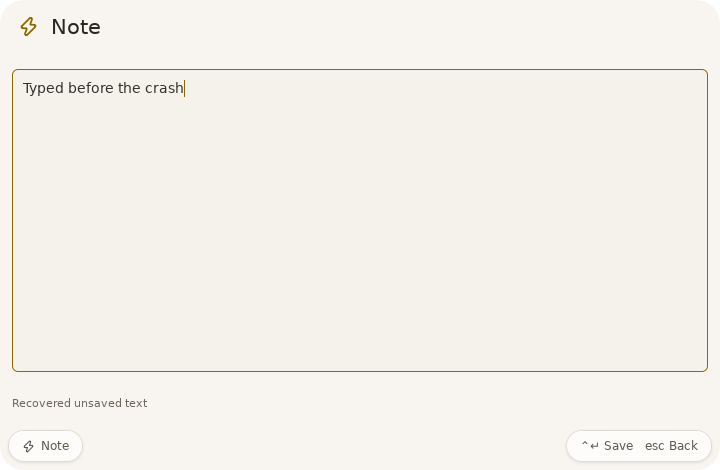 Note
Typed before the crash
Recovered unsaved text
Note
⌃↵ Save esc Back